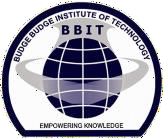 BUDGE BUDGE INSTITUTE OF TECHNOLOGY
BBIT
EMPOWERING KNOWLEDGE